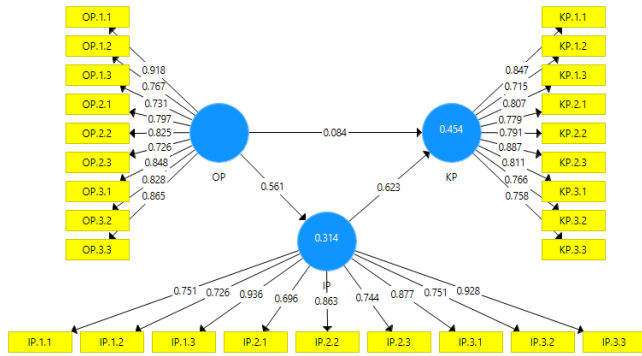 OP.1.1
OP.1.2
OP.1.3
OP.2.1
OP.2.2
OP.2.3
OP.3.1
OP.3.2
OP.3.3
0.918
0.767
0.731
0.797
0.825
0.726
0.848
0.828
0.865
OP
0.084
0.561
0.623
0.454
KP
0.847
0.715
0.807
0.779
0.791
0.887
0.811
0.766
0.758
KP.1.1
KP.1.2
KP.1.3
KP.2.1
KP.2.2
KP.2.3
KP.3.1
KP.3.2
KP.3.3
0.314
IP
0.751
0.726
0.936
0.696
0.863
0.744
0.877
0.751
0.928
IP.1.1
IP.1.2
IP.1.3
IP.2.1
IP.2.2
IP.2.3
IP.3.1
IP.3.2
IP.3.3